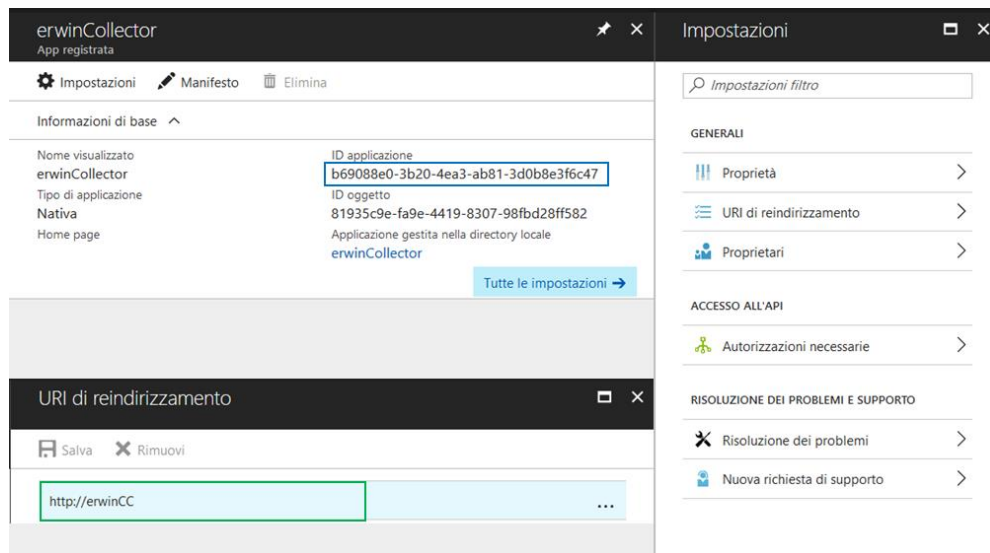 erwinCollector
App registrata
Impostazioni Manifesto Elimina
Informazioni di base
Nome visualizzato
erwinCollector
Tipo di applicazione
Nativa
Home page
ID applicazione
b69088e0-3b20-4ea3-ab81-3d0b8e3f6c47
ID oggetto
81935c9e-fa9e-4419-8307-98fbd28ff582
Applicazione gestita nella directory locale
erwinCollector
Tutte le impostazioni
URI di reindirizzamento
Salva Rimuovi
http://erwinCC
...
Impostazioni
Impostazioni filtro
GENERALI
Proprietà
URI di reindirizzamento
Proprietari
ACCESSO ALL'API
Autorizzazioni necessarie
RISOLUZIONE DEI PROBLEMI E SUPPORTO
Risoluzione dei problemi
Nuova richiesta di supporto